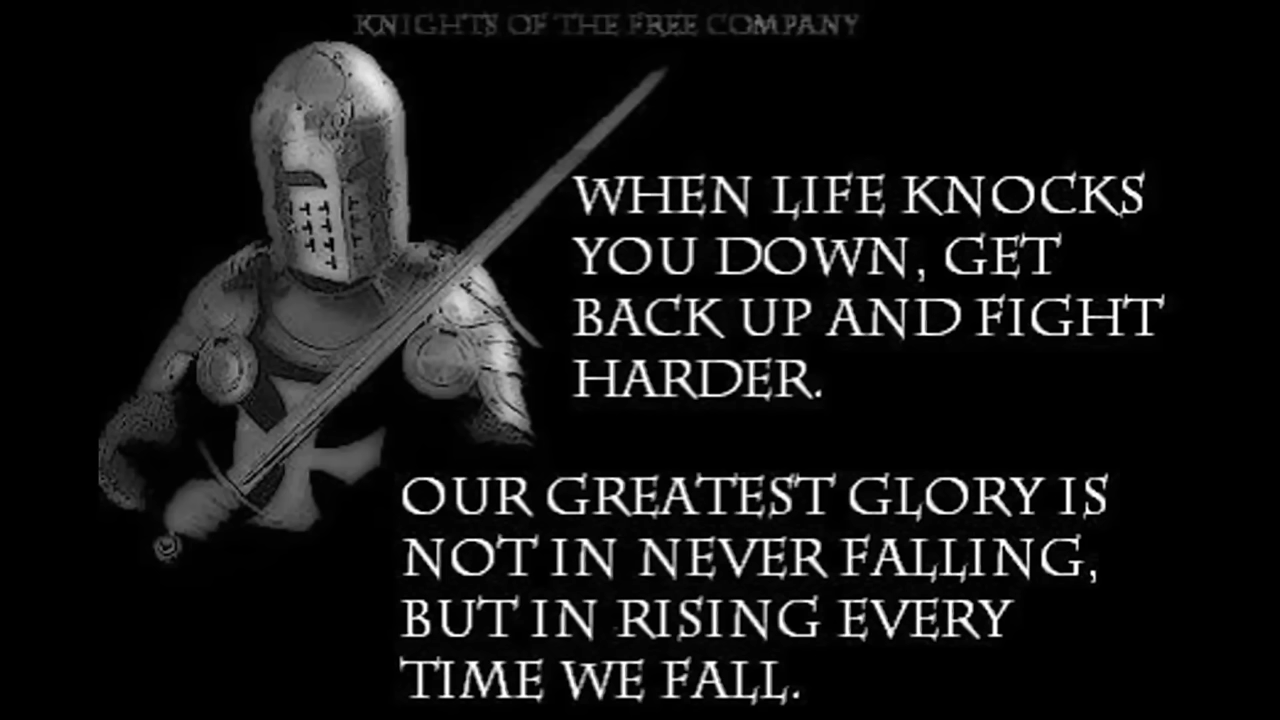 KNIGHTS OF THE FREE COMPANY
WHEN LIFE KNOCKS
YOU DOWN, GET
BACK UP AND FIGHT
HARDER.
OUR GREATEST GLORY IS
NOT IN NEVER FALLING,
BUT IN RISING EVERY
TIME WE FALL.